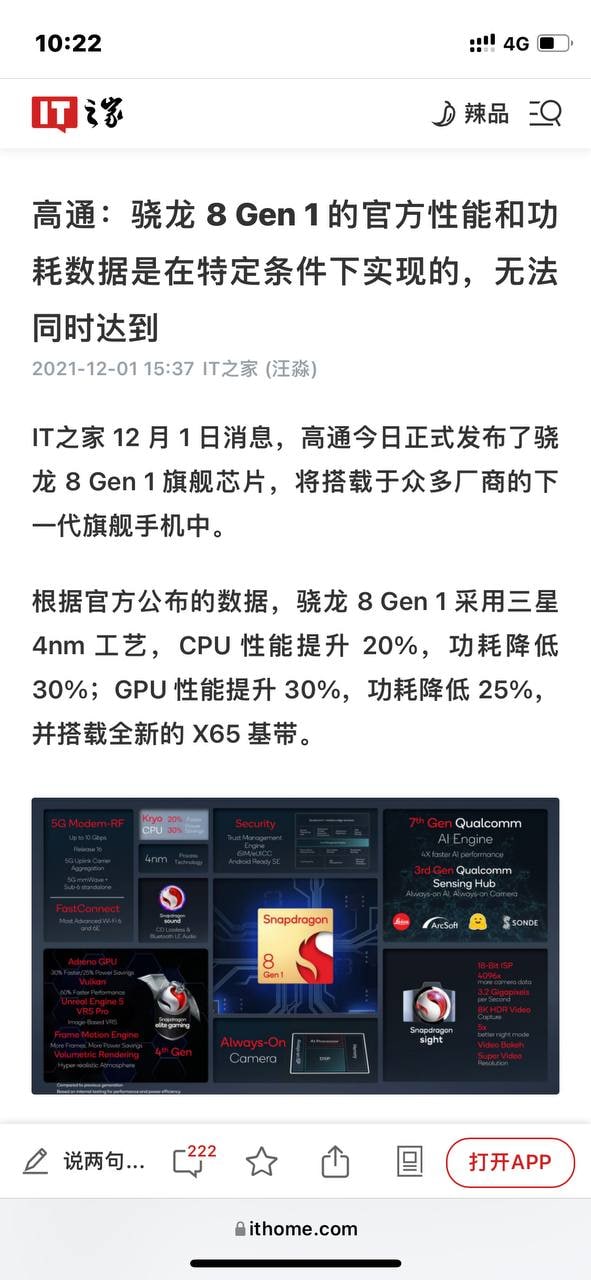 10:22
4G
IT之家
辣品
高通：骁龙 8 Gen 1 的官方性能和功
耗数据是在特定条件下实现的，无法
同时达到
2021-12-01 15:37 IT之家 (汪淼)
IT之家 12 月 1 日消息，高通今日正式发布了骁
龙 8 Gen 1 旗舰芯片，将搭载于众多厂商的下
一代旗舰手机中。
根据官方公布的数据，骁龙 8 Gen 1 采用三星
4nm 工艺，CPU 性能提升 20%，功耗降低
30%；GPU 性能提升 30%，功耗降低 25%，
并搭载全新的 X65 基带。
5G Modem-RF
Up to 10 Gbps
Release 16
5G Uplink Carrier
Aggregation
5G mmWave +
Sub-6 standalone
FastConnect
Most Advanced Wi-Fi 6
and 6E
Kryo 20% Faster
CPU 30% Power Savings
4nm Process Technology
Snapdragon
sound
CD Lossless &
Bluetooth LE Audio
Security
Trust Management
Engine
iSIM/eUICC
Android Ready SE
7th Gen Qualcomm
AI Engine
4X faster AI performance
3rd Gen Qualcomm
Sensing Hub
Always-on AI, Always-on Camera
Leica
ArcSoft
SONDE
Snapdragon
8
Gen 1
Adreno GPU
30% Faster/25% Power Savings
Vulkan
60% Faster Performance
Unreal Engine 5
VRS Pro
Image-Based VRS
Frame Motion Engine
More Frames, More Power Savings
Volumetric Rendering
Hyper-realistic Atmosphere
Snapdragon
elite gaming
4th Gen
Always-On
Camera
AI Processor
DSP
Snapdragon
sight
18-Bit ISP
4096x
more camera data
3.2 Gigapixels
per Second
8K HDR Video
Capture
5x
better night mode
Video Bokeh
Super Video
Resolution
Compared to previous generation
Based on internal testing for performance and power efficiency
说两句...
222
打开APP
ithome.com